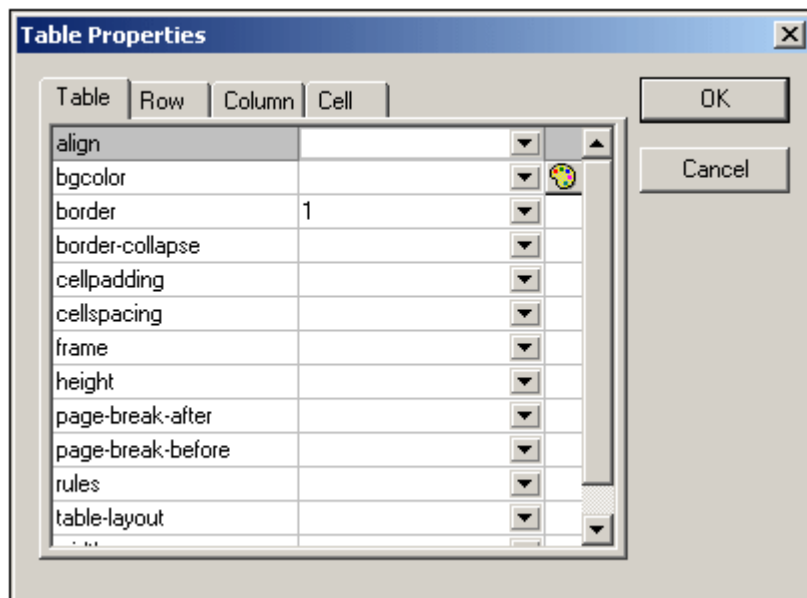 Table Properties
Table Row Column Cell
OK
Cancel
align
bgcolor
border 1
border-collapse
cellpadding
cellspacing
frame
height
page-break-after
page-break-before
rules
table-layout